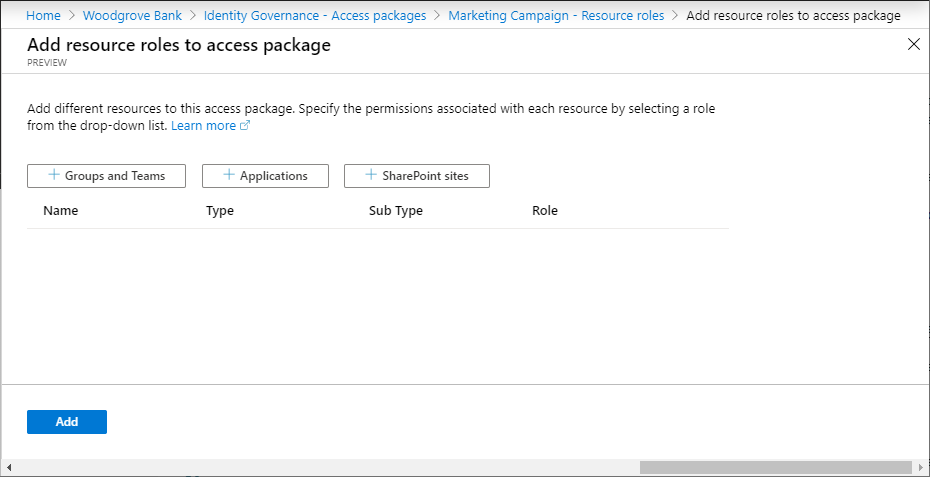 Home > Woodgrove Bank > Identity Governance - Access packages > Marketing Campaign - Resource roles > Add resource roles to access package
Add resource roles to access package
PREVIEW
Add different resources to this access package. Specify the permissions associated with each resource by selecting a role
from the drop-down list. Learn more
+ Groups and Teams + Applications + SharePoint sites
Name Type Sub Type Role
Add